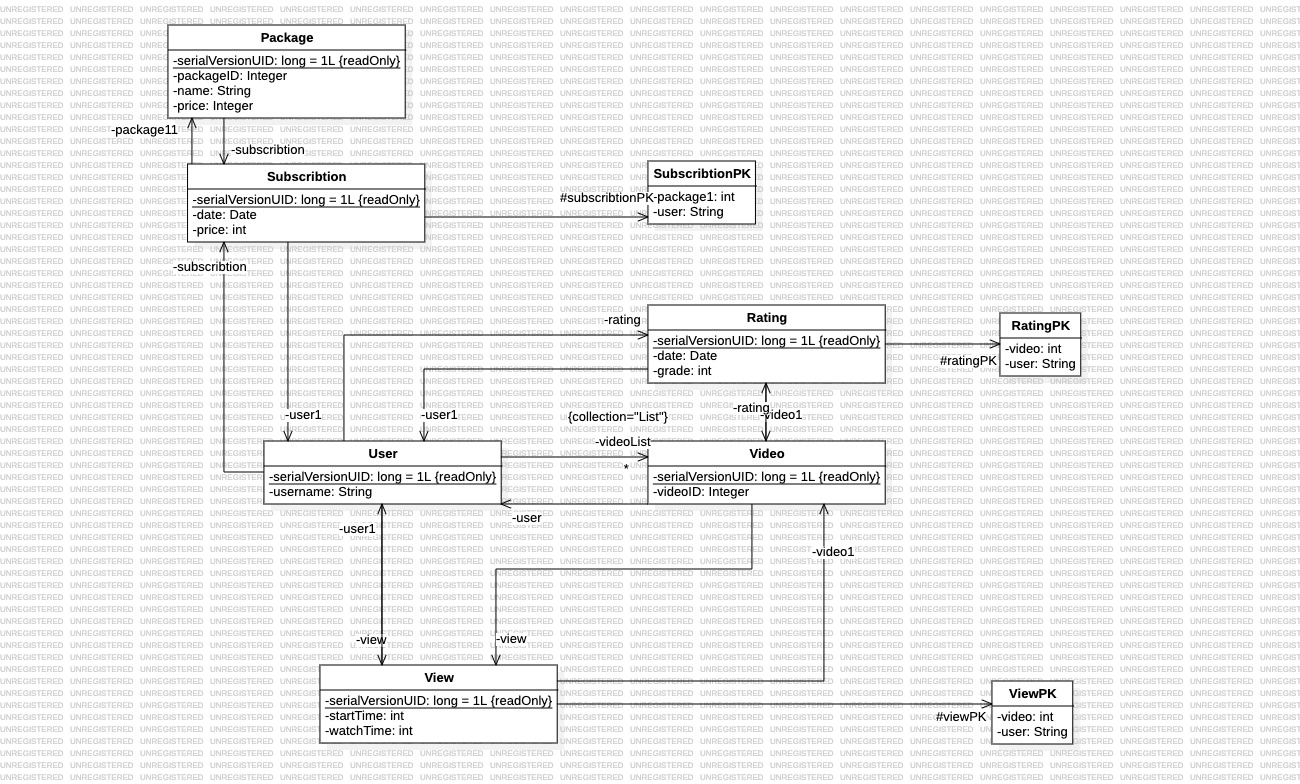 Package
-serialVersionUID: long = 1L {readOnly}
-packageID: Integer
-name: String
-price: Integer
-package11
-subscribtion
Subscribtion
-serialVersionUID: long = 1L {readOnly}
-date: Date
-price: int
SubscribtionPK
#subscribtionPK
-package1: int
-user: String
-subscribtion
Rating
-serialVersionUID: long = 1L {readOnly}
-date: Date
-grade: int
-rating
RatingPK
-video: int
-user: String
#ratingPK
-user1
-user1
{collection="List"}
-rating
-video1
-videoList
*
User
-serialVersionUID: long = 1L {readOnly}
-username: String
Video
-serialVersionUID: long = 1L {readOnly}
-videoID: Integer
-user
-user1
-video1
-view
-view
View
-serialVersionUID: long = 1L {readOnly}
-startTime: int
-watchTime: int
ViewPK
-video: int
-user: String
#viewPK
UNREGISTERED